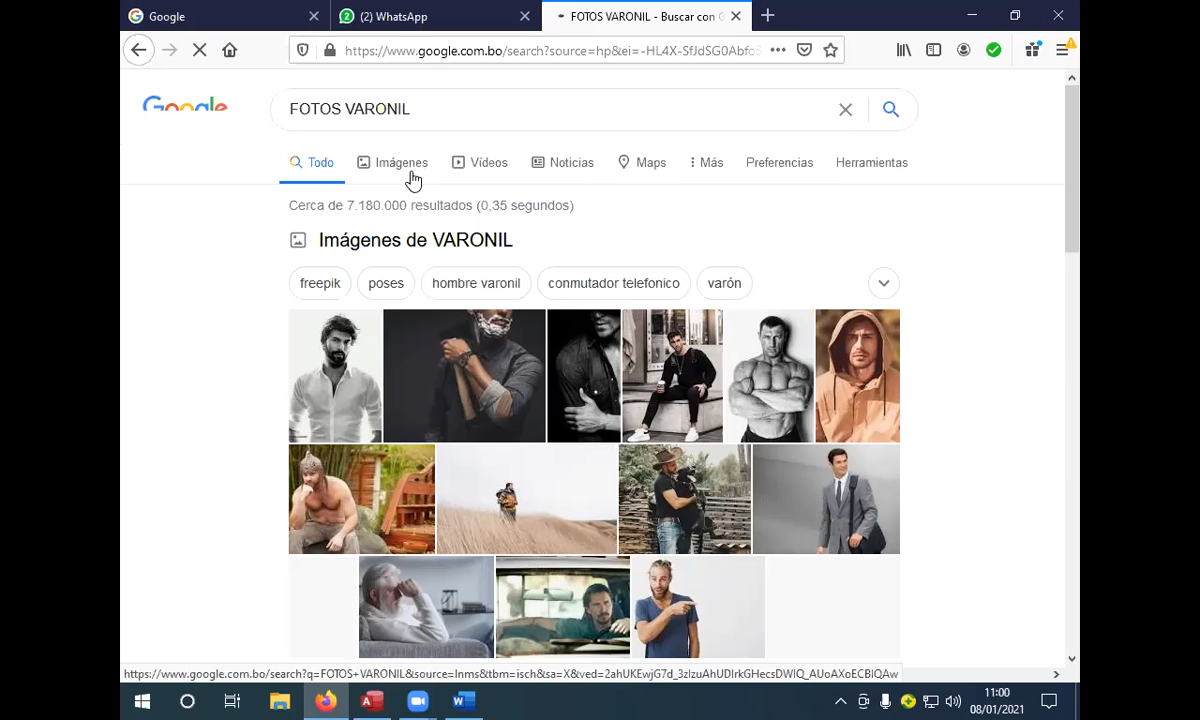 Google
(2) WhatsApp
FOTOS VARONIL - Buscar con G
https://www.google.com.bo/search?source=hp&ei=-HL4X-SfJdSG0Abfo
Google
FOTOS VARONIL
Todo Imágenes Vídeos Noticias Maps Más Preferencias Herramientas
Cerca de 7.180.000 resultados (0,35 segundos)
Imágenes de VARONIL
freepik poses hombre varonil conmutador telefonico varón
https://www.google.com.bo/search?q=FOTOS+VARONIL&source=lnms&tbm=isch&sa=X&ved=2ahUKEwjG7d_3zlzuAhUDIrkGHecsDWIQ_AUoAXoECBIQAw
11:00
08/01/2021